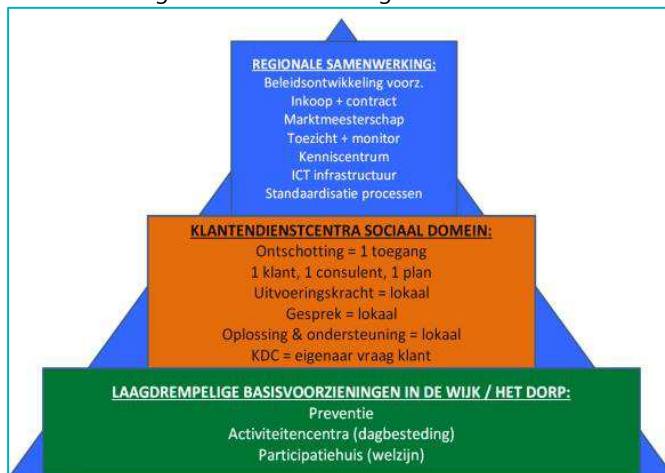 REGIONALE SAMENWERKING:
Beleidsontwikkeling voorz.
Inkoop + contract
Marktmeesterschap
Toezicht + monitor
Kenniscentrum
ICT infrastructuur
Standaardisatie processen
KLANTENDIENSTCENTRA SOCIAAL DOMEIN:
Ontschotting = 1 toegang
1 klant, 1 consulent, 1 plan
Uitvoeringskracht = lokaal
Gesprek = lokaal
Oplossing & ondersteuning = lokaal
KDC = eigenaar vraag klant
LAAGDREMPELIGE BASISVOORZIENINGEN IN DE WIJK / HET DORP:
Preventie
Activiteitencentra (dagbesteding)
Participatiehuis (welzijn)